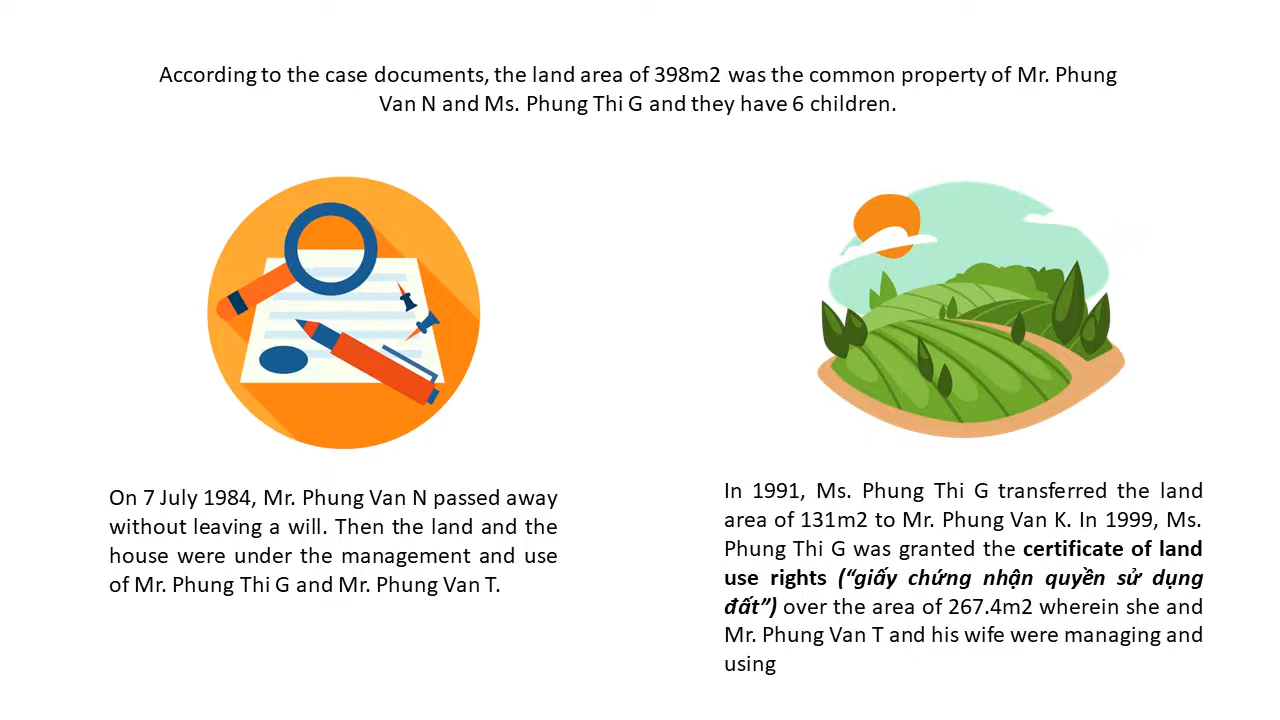 According to the case documents, the land area of 398m2 was the common property of Mr. Phung
Van N and Ms. Phung Thi G and they have 6 children.
On 7 July 1984, Mr. Phung Van N passed away
without leaving a will. Then the land and the
house were under the management and use
of Mr. Phung Thi G and Mr. Phung Van T.
In 1991, Ms. Phung Thi G transferred the land
area of 131m2 to Mr. Phung Van K. In 1999, Ms.
Phung Thi G was granted the certificate of land
use rights (“giấy chứng nhận quyền sử dụng
đất”) over the area of 267.4m2 wherein she and
Mr. Phung Van T and his wife were managing and
using